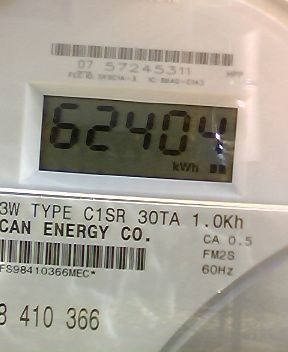 07 57245311
62404
kWh
3W TYPE C1SR 30TA 1.0Kh
CAN ENERGY CO.
CA 0.5
FM2S
60Hz
FS98410366MEC*
8 410 366